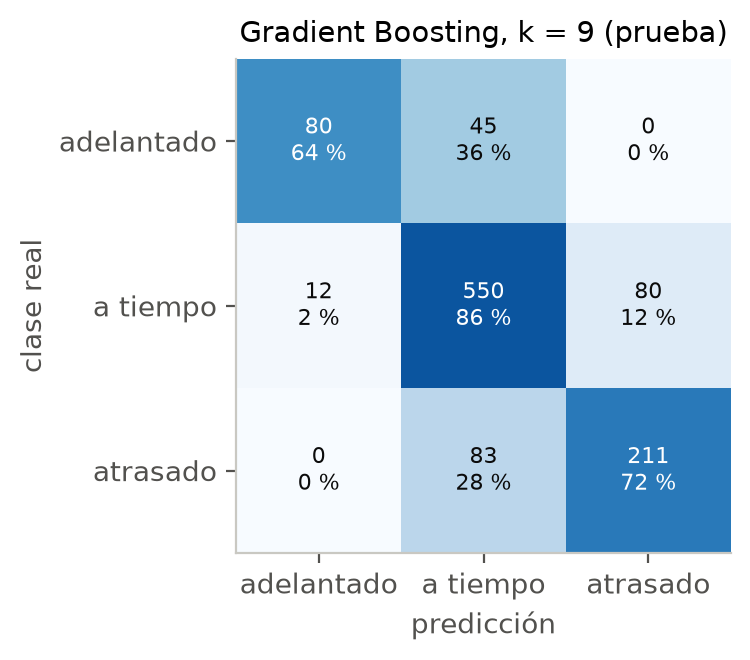 Gradient Boosting, k = 9 (prueba)
adelantado
80
64 %
45
36 %
0
0 %
a tiempo
12
2 %
550
86 %
80
12 %
atrasado
0
0 %
83
28 %
211
72 %
clase real
adelantado
a tiempo
atrasado
predicción